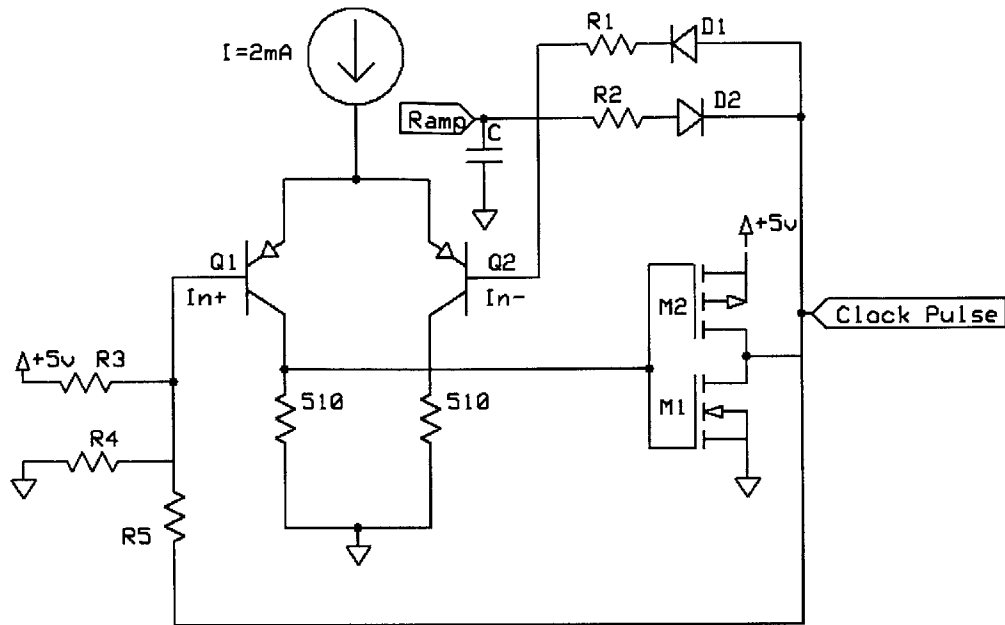 R1
D1
I=2mA
R2
D2
Ramp
C
+5v
Q1
Q2
In+
In-
M2
Clock Pulse
+5v
R3
510
510
M1
R4
R5